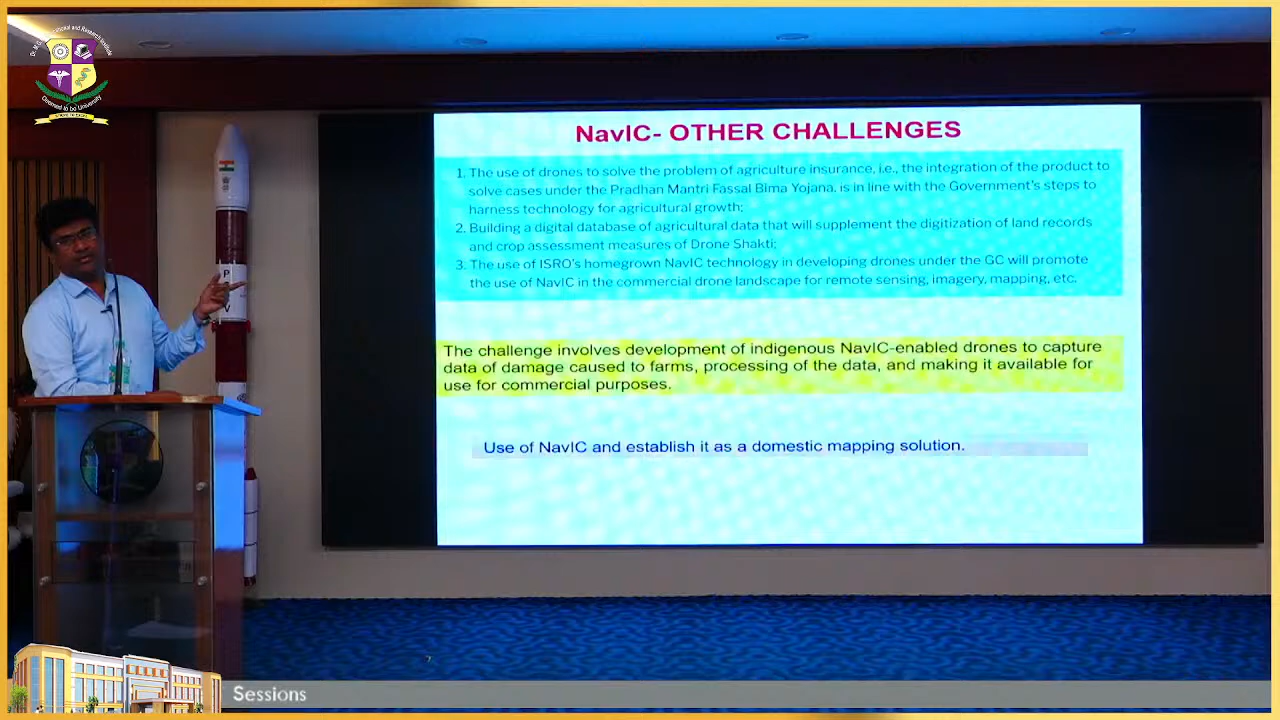 Deemed to be University
NavIC- OTHER CHALLENGES
1. The use of drones to solve the problem of agriculture insurance, i.e., the integration of the product to
solve cases under the Pradhan Mantri Fassal Bima Yojana, is in line with the Government's steps to
harness technology for agricultural growth;
2. Building a digital database of agricultural data that will supplement the digitization of land records
and crop assessment measures of Drone Shakti;
3. The use of ISRO's homegrown NavIC technology in developing drones under the GC will promote
the use of NavIC in the commercial drone landscape for remote sensing, imagery, mapping, etc.
The challenge involves development of indigenous NavIC-enabled drones to capture
data of damage caused to farms, processing of the data, and making it available for
use for commercial purposes.
Use of NavIC and establish it as a domestic mapping solution.
P
Sessions